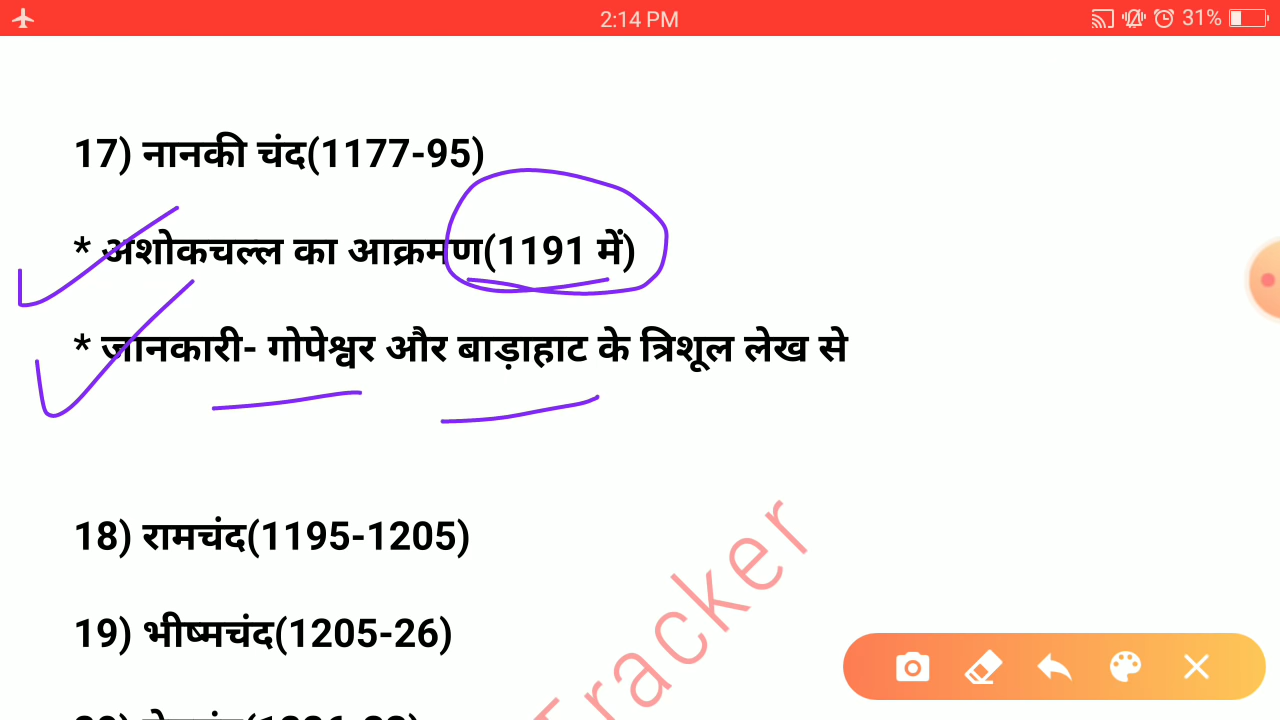 2:14 PM
31%
17) नानकी चंद(1177-95)
* अशोकचल्ल का आक्रमण(1191 में)
* जानकारी- गोपेश्वर और बाड़ाहाट के त्रिशूल लेख से
18) रामचंद(1195-1205)
19) भीष्मचंद(1205-26)
Tracker